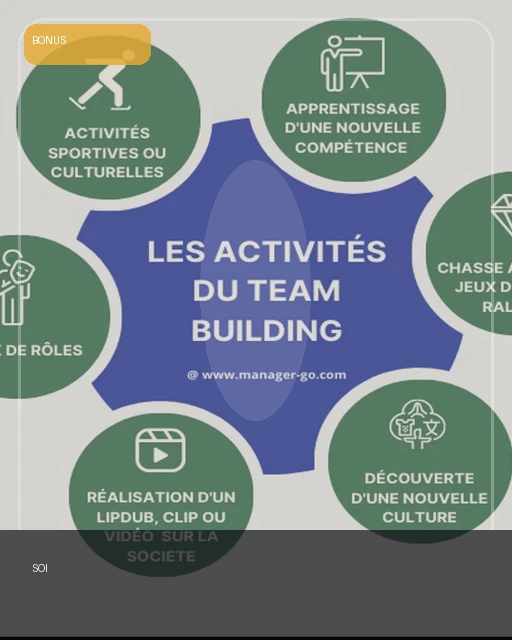 BONUS
ACTIVITÉS
SPORTIVES OU
CULTURELLES
APPRENTISSAGE
D'UNE NOUVELLE
COMPÉTENCE
LES ACTIVITÉS
DU TEAM
BUILDING
@ www.manager-go.com
CHASSE
JEUX D
RAL
DE RÔLES
RÉALISATION D'UN
LIPDUB, CLIP OU
VIDÉO SUR LA
SOCIETE
DÉCOUVERTE
D'UNE NOUVELLE
CULTURE
SOI